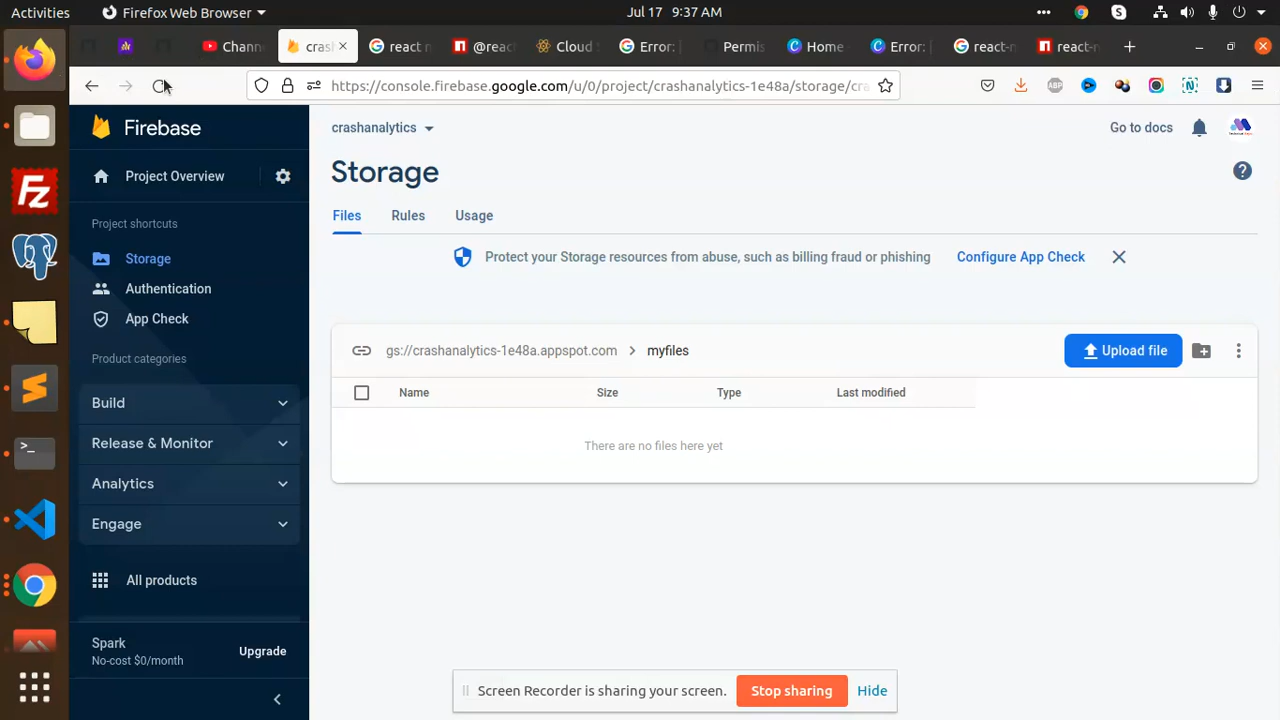 Activities
Firefox Web Browser
Jul 17 9:37 AM
Chann
cras
react n
@reac
Cloud
Error:
Permis
Home
Error:
react-n
react-n
https://console.firebase.google.com/u/0/project/crashanalytics-1e48a/storage/cra
ABP
Firebase
crashanalytics
Go to docs
Project Overview
Storage
Project shortcuts
Files
Rules
Usage
Storage
Protect your Storage resources from abuse, such as billing fraud or phishing
Configure App Check
Authentication
App Check
Product categories
gs://crashanalytics-1e48a.appspot.com
myfiles
Upload file
Name
Size
Type
Last modified
Build
There are no files here yet
Release & Monitor
Analytics
Engage
All products
Spark
No-cost $0/month
Upgrade
Screen Recorder is sharing your screen.
Stop sharing
Hide